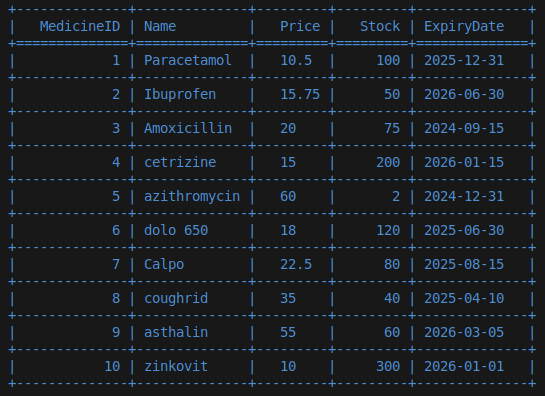 MedicineID | Name | Price | Stock | ExpiryDate
1 | Paracetamol | 10.5 | 100 | 2025-12-31
2 | Ibuprofen | 15.75 | 50 | 2026-06-30
3 | Amoxicillin | 20 | 75 | 2024-09-15
4 | cetrizine | 15 | 200 | 2026-01-15
5 | azithromycin | 60 | 2 | 2024-12-31
6 | dolo 650 | 18 | 120 | 2025-06-30
7 | Calpo | 22.5 | 80 | 2025-08-15
8 | coughrid | 35 | 40 | 2025-04-10
9 | asthalin | 55 | 60 | 2026-03-05
10 | zinkovit | 10 | 300 | 2026-01-01